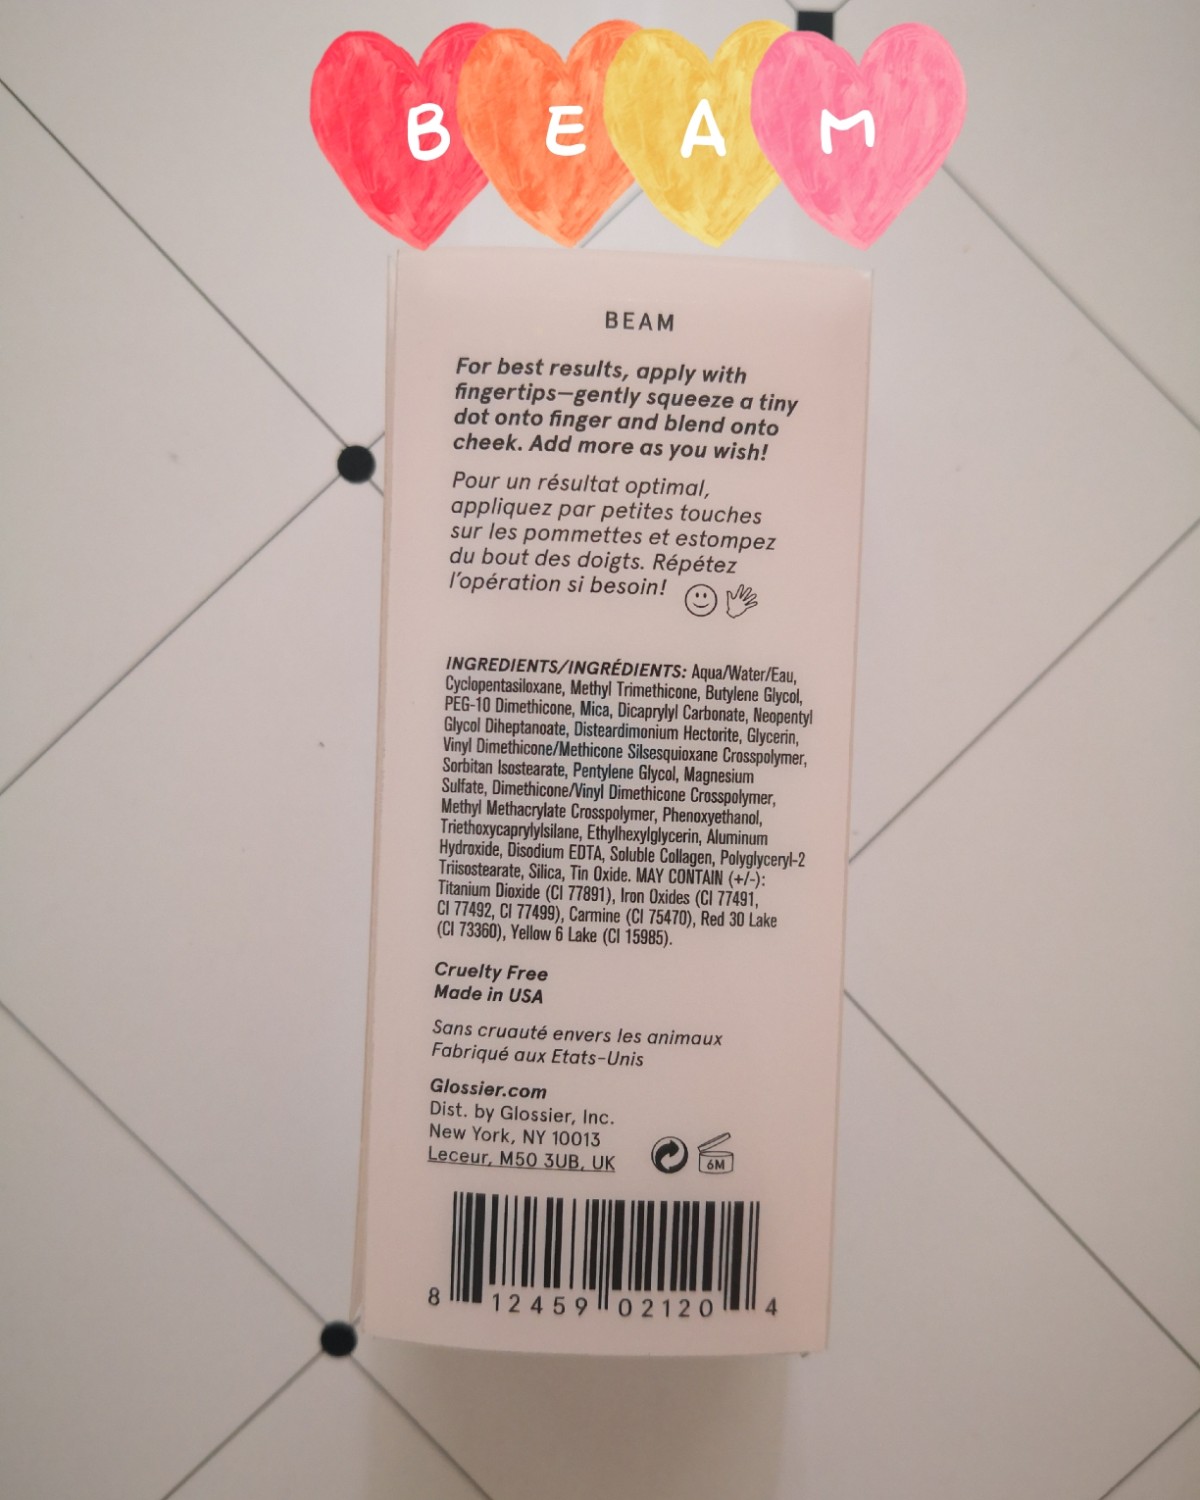 BEAM
BEAM
For best results, apply with
fingertips—gently squeeze a tiny
dot onto finger and blend onto
cheek. Add more as you wish!
Pour un résultat optimal,
appliquez par petites touches
sur les pommettes et estompez
du bout des doigts. Répétez
l'opération si besoin!
INGREDIENTS/INGRÉDIENTS: Aqua/Water/Eau,
Cyclopentasiloxane, Methyl Trimethicone, Butylene Glycol,
PEG-10 Dimethicone, Mica, Dicaprylyl Carbonate, Neopentyl
Glycol Diheptanoate, Disteardimonium Hectorite, Glycerin,
Vinyl Dimethicone/Methicone Silsesquioxane Crosspolymer,
Sorbitan Isostearate, Pentylene Glycol, Magnesium
Sulfate, Dimethicone/Vinyl Dimethicone Crosspolymer,
Methyl Methacrylate Crosspolymer, Phenoxyethanol,
Triethoxycaprylylsilane, Ethylhexylglycerin, Aluminum
Hydroxide, Disodium EDTA, Soluble Collagen, Polyglyceryl-2
Triisostearate, Silica, Tin Oxide. MAY CONTAIN (+/-):
Titanium Dioxide (CI 77891), Iron Oxides (CI 77491,
CI 77492, CI 77499), Carmine (CI 75470), Red 30 Lake
(CI 73360), Yellow 6 Lake (CI 15985).
Cruelty Free
Made in USA
Sans cruauté envers les animaux
Fabriqué aux Etats-Unis
Glossier.com
Dist. by Glossier, Inc.
New York, NY 10013
Leceur, M50 3UB, UK
6M
8 12459 02120 4